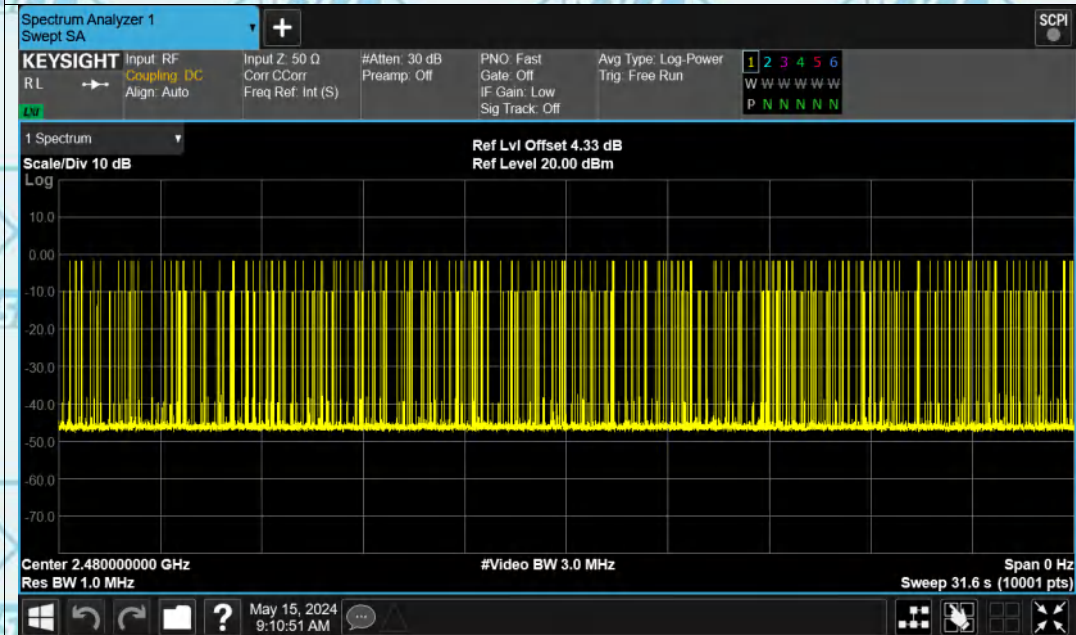 Spectrum Analyzer 1
Swept SA
+
SCPI
KEYSIGHT
R L
LXI
Input: RF
Coupling: DC
Align: Auto
Input Z: 50 Ω
Corr CCorr
Freq Ref: Int (S)
#Atten: 30 dB
Preamp: Off
PNO: Fast
Gate: Off
IF Gain: Low
Sig Track: Off
Avg Type: Log-Power
Trig: Free Run
1 2 3 4 5 6
W W W W W W
P N N N N N
1 Spectrum
Scale/Div 10 dB
Log
Ref Lvl Offset 4.33 dB
Ref Level 20.00 dBm
10.0
0.00
-10.0
-20.0
-30.0
-40.0
-50.0
-60.0
-70.0
Center 2.480000000 GHz
#Video BW 3.0 MHz
Span 0 Hz
Res BW 1.0 MHz
Sweep 31.6 s (10001 pts)
?
May 15, 2024
9:10:51 AM